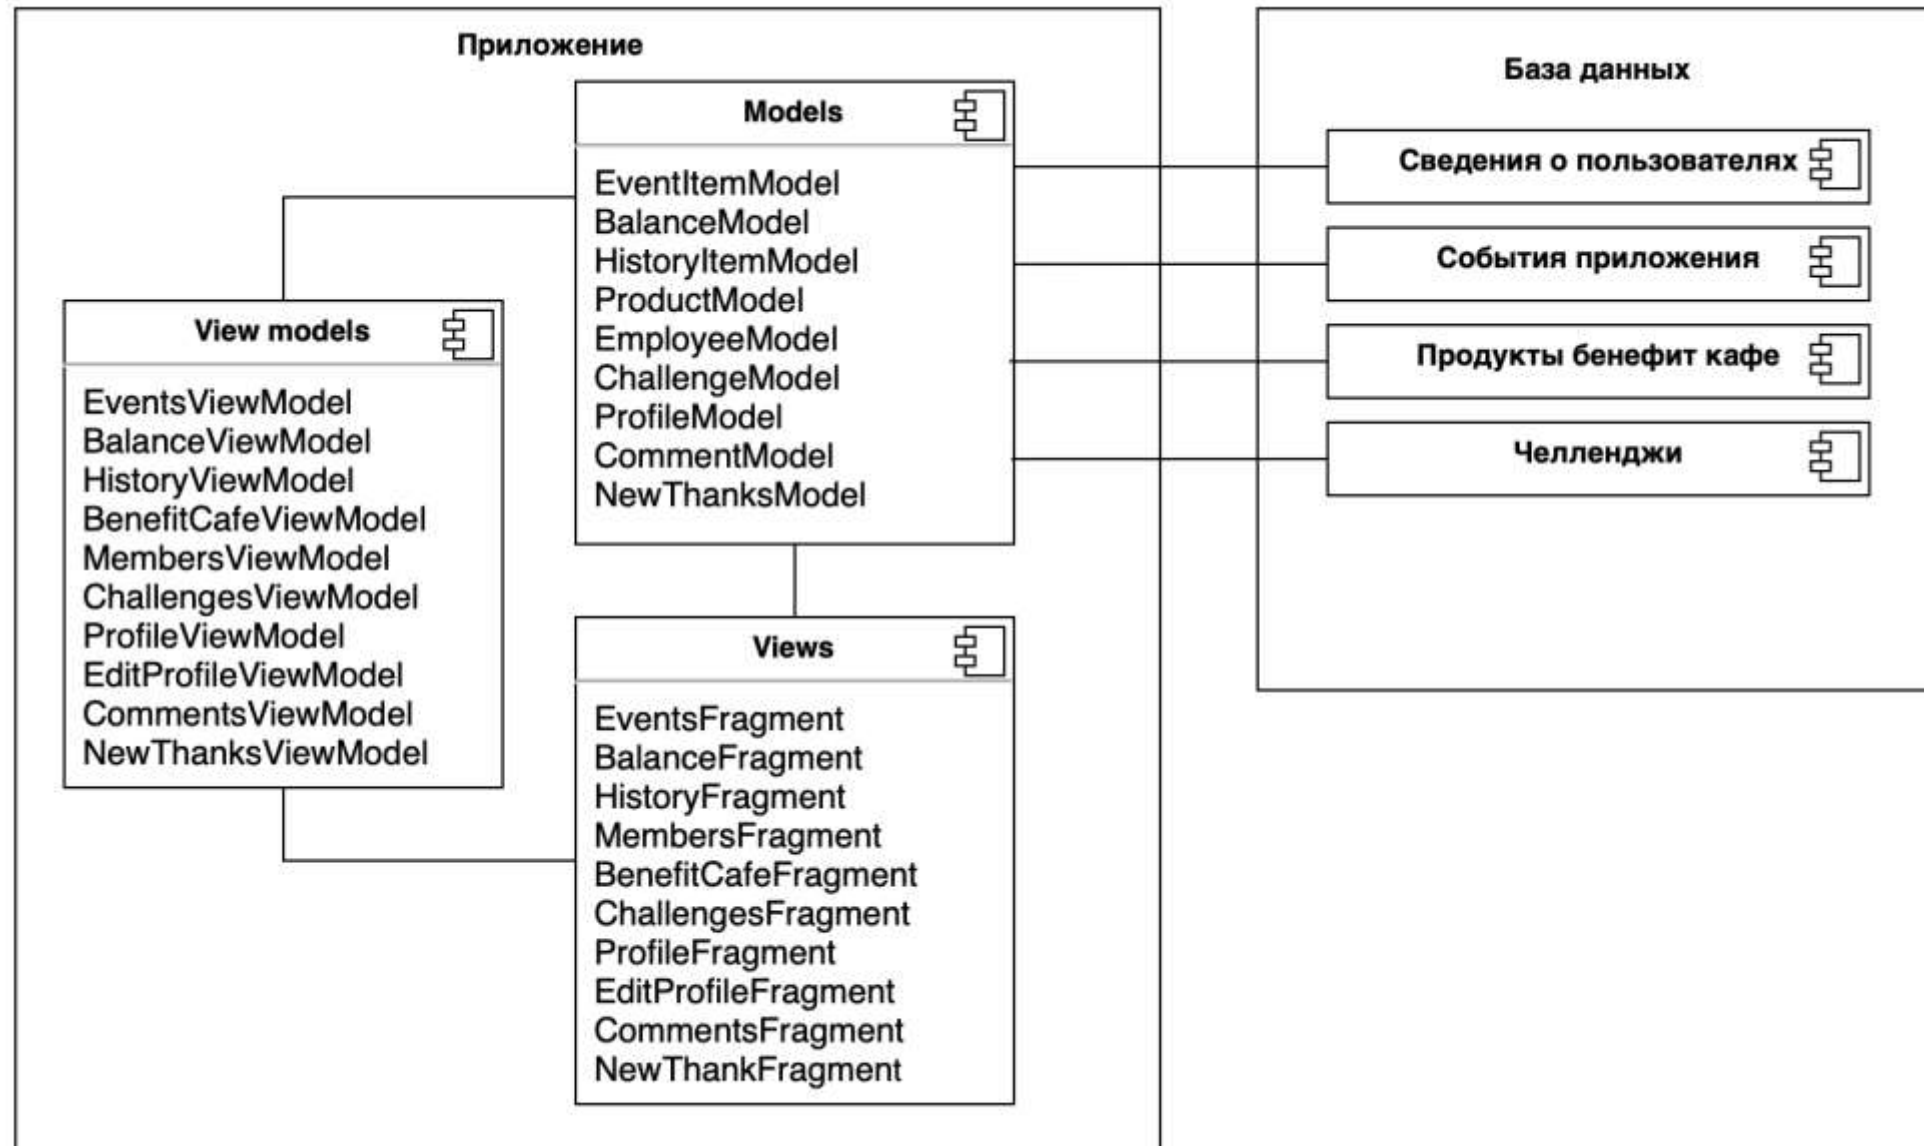 Приложение
Models
EventItemModel
BalanceModel
HistoryItemModel
ProductModel
EmployeeModel
ChallengeModel
ProfileModel
CommentModel
NewThanksModel
View models
EventsViewModel
BalanceViewModel
HistoryViewModel
BenefitCafeViewModel
MembersViewModel
ChallengesViewModel
ProfileViewModel
EditProfileViewModel
CommentsViewModel
NewThanksViewModel
Views
EventsFragment
BalanceFragment
HistoryFragment
MembersFragment
BenefitCafeFragment
ChallengesFragment
ProfileFragment
EditProfileFragment
CommentsFragment
NewThankFragment
База данных
Сведения о пользователях
События приложения
Продукты бенефит кафе
Челленджи